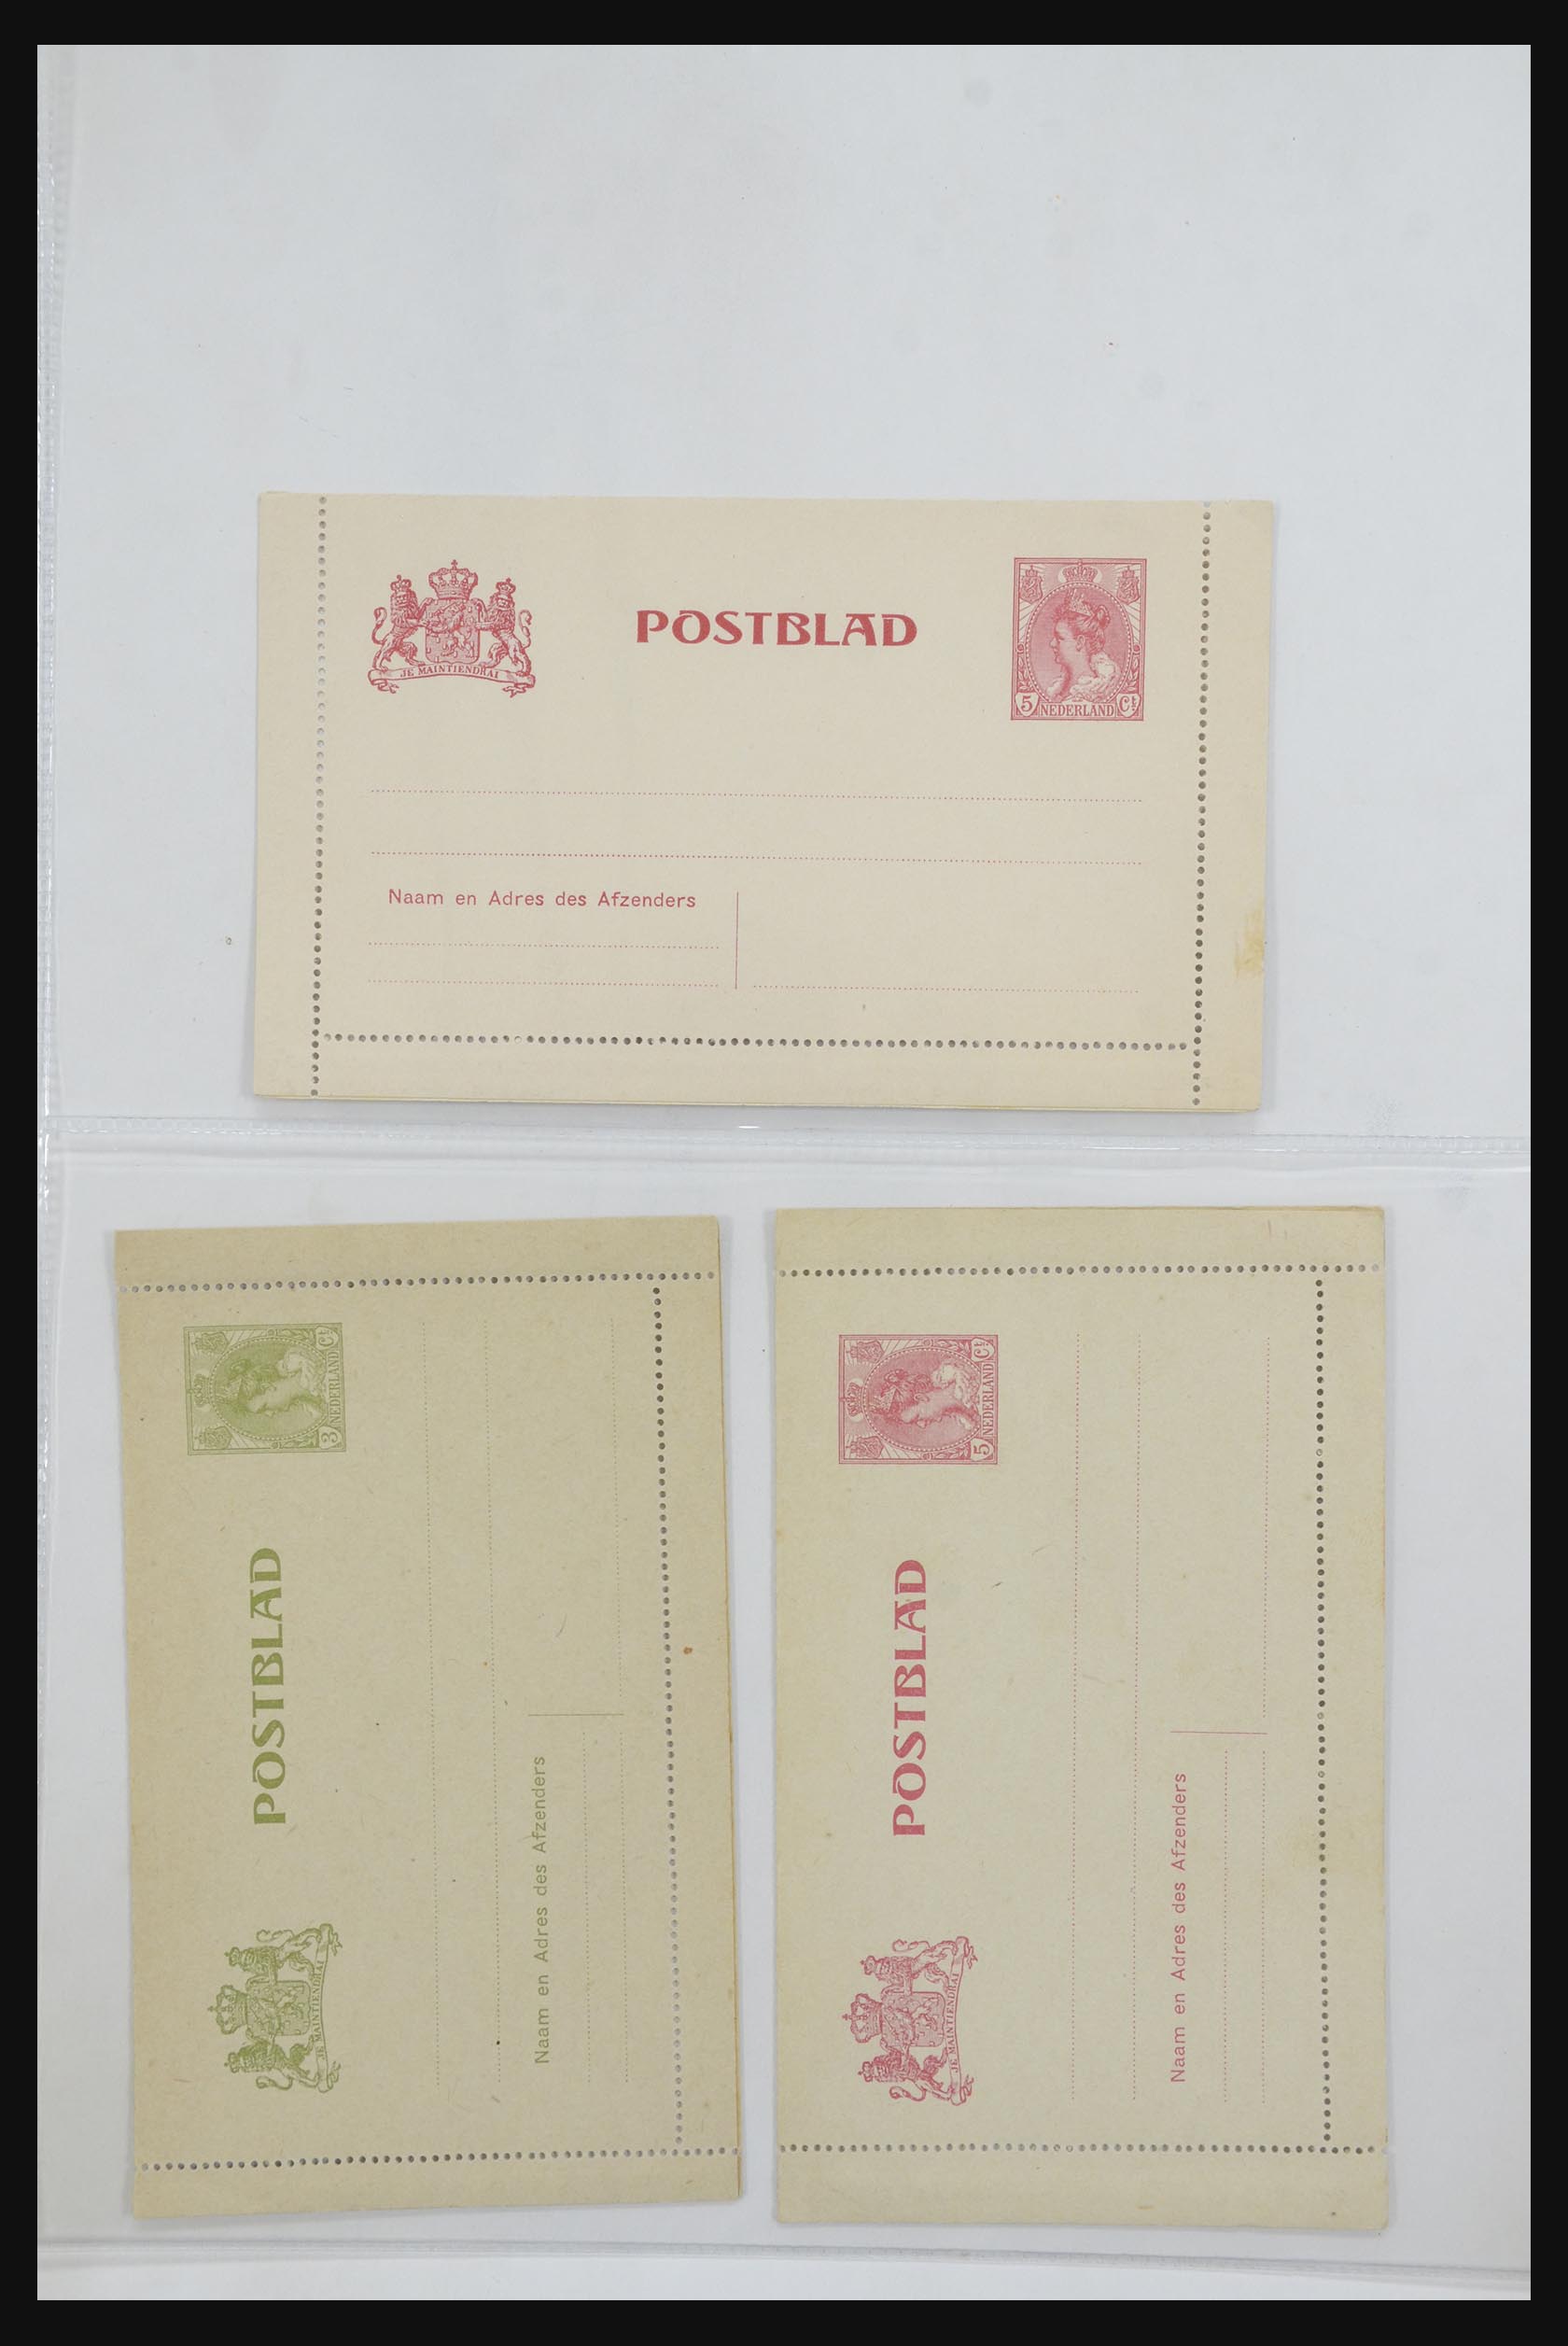 POSTBLAD
JE MAINTIENDRAI
5 NEDERLAND Ct
Naam en Adres des Afzenders
3 NEDERLAND Ct
POSTBLAD
JE MAINTIENDRAI
Naam en Adres des Afzenders
5 NEDERLAND Ct
POSTBLAD
JE MAINTIENDRAI
Naam en Adres des Afzenders